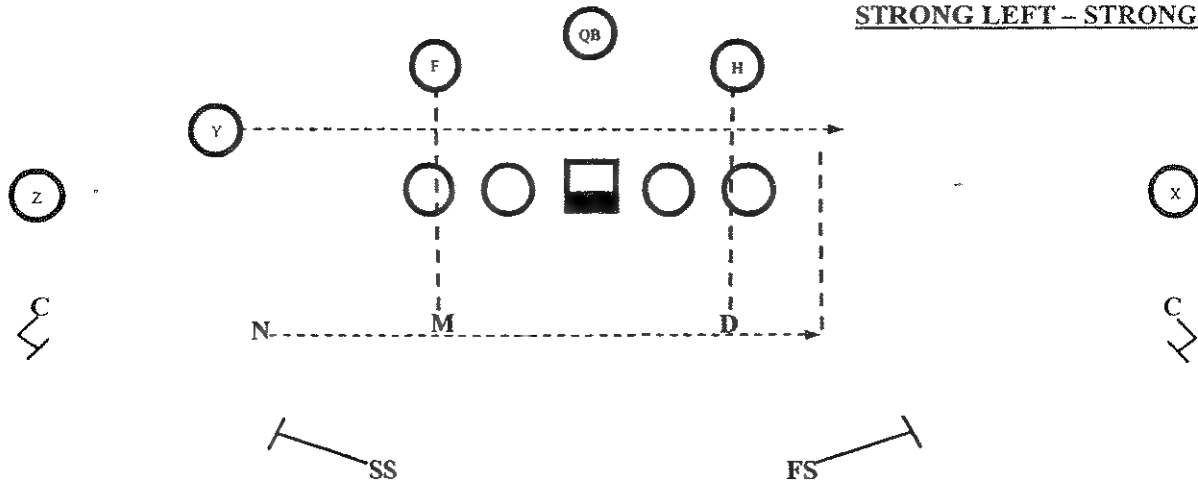 STRONG LEFT – STRONG
QB
F H
Y
Z X
C C
N M D
SS FS